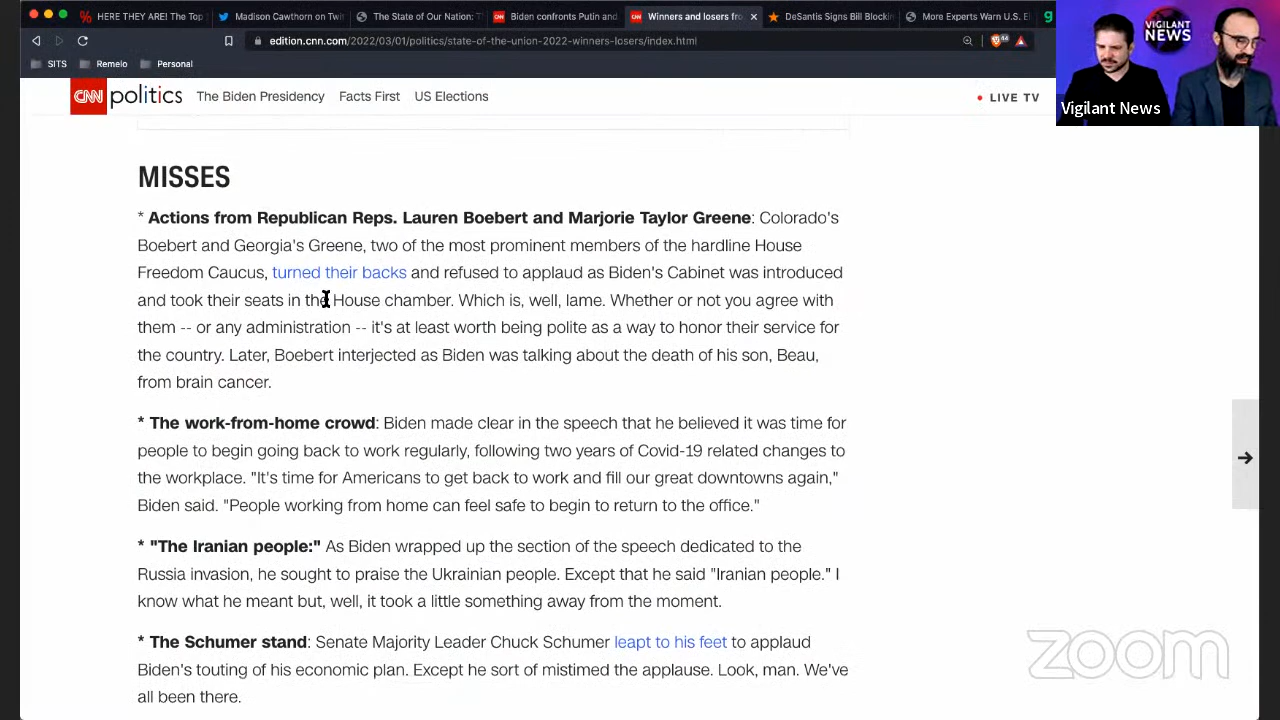 HERE THEY ARE! The Top
Madison Cawthorn on Twit
The State of Our Nation: T
Biden confronts Putin and
Winners and losers fro
DeSantis Signs Bill Blockin
More Experts Warn U.S. E
edition.cnn.com/2022/03/01/politics/state-of-the-union-2022-winners-losers/index.html
44
SITS Remeio Personal
VIGILANT
NEWS
Vigilant News
CNN politics The Biden Presidency Facts First US Elections LIVE TV
MISSES
* Actions from Republican Reps. Lauren Boebert and Marjorie Taylor Greene: Colorado's
Boebert and Georgia's Greene, two of the most prominent members of the hardline House
Freedom Caucus, turned their backs and refused to applaud as Biden's Cabinet was introduced
and took their seats in the House chamber. Which is, well, lame. Whether or not you agree with
them -- or any administration -- it's at least worth being polite as a way to honor their service for
the country. Later, Boebert interjected as Biden was talking about the death of his son, Beau,
from brain cancer.
* The work-from-home crowd: Biden made clear in the speech that he believed it was time for
people to begin going back to work regularly, following two years of Covid-19 related changes to
the workplace. "It's time for Americans to get back to work and fill our great downtowns again,"
Biden said. "People working from home can feel safe to begin to return to the office."
* "The Iranian people:" As Biden wrapped up the section of the speech dedicated to the
Russia invasion, he sought to praise the Ukrainian people. Except that he said "Iranian people." I
know what he meant but, well, it took a little something away from the moment.
* The Schumer stand: Senate Majority Leader Chuck Schumer leapt to his feet to applaud
Biden's touting of his economic plan. Except he sort of mistimed the applause. Look, man. We've
all been there.
zoom